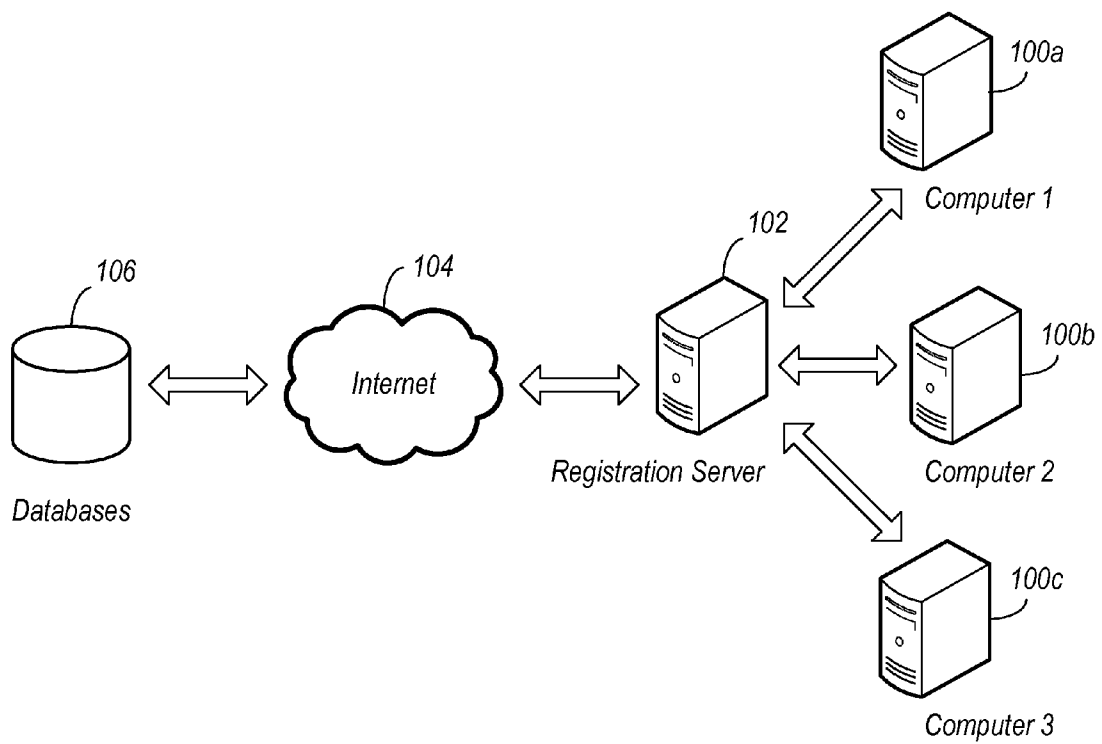 100a
Computer 1
102
106
104
Internet
100b
Registration Server
Computer 2
Databases
100c
Computer 3